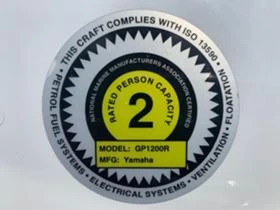 • THIS CRAFT COMPLIES WITH ISO 13590 •
FLOATION •
VENTILATION •
ELECTRICAL SYSTEMS •
PETROL FUEL SYSTEMS
NATIONAL MARINE MANUFACTURERS ASSOCIATION CERTIFIED
RATED PERSON CAPACITY
2
MODEL: GP1200R
MFG: Yamaha